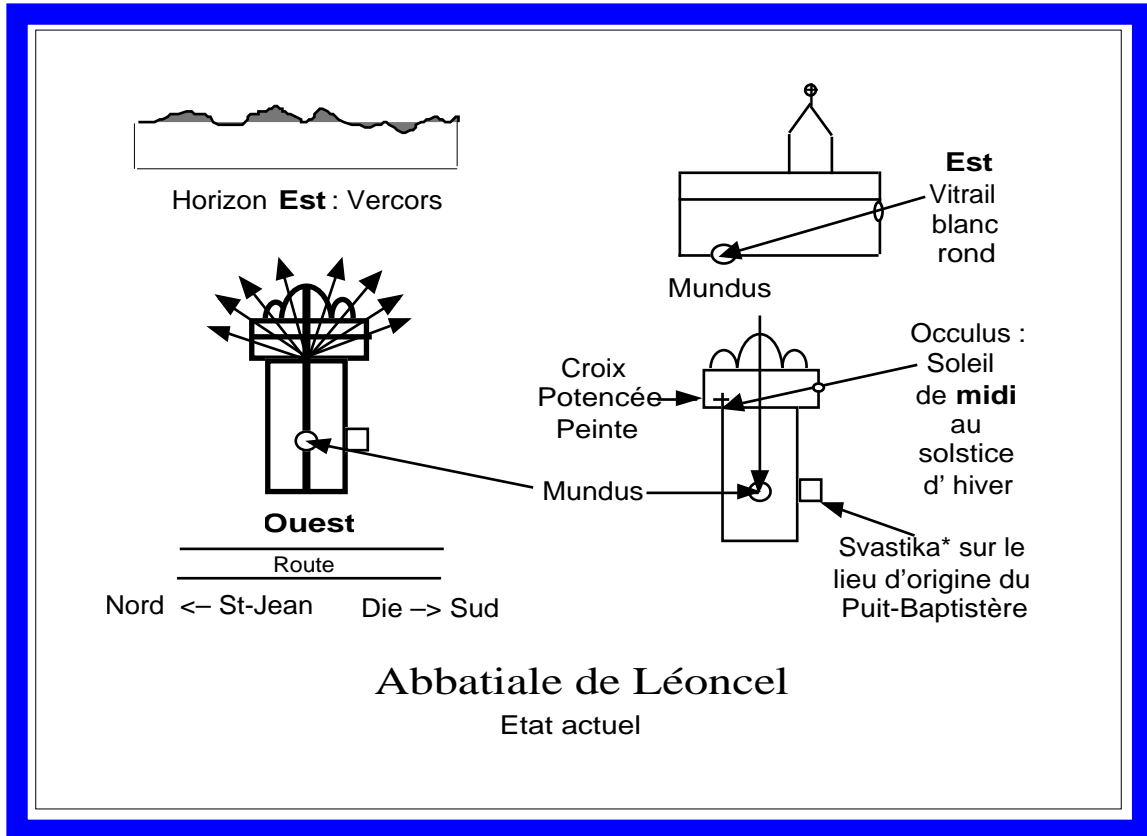 Horizon Est : Vercors
Est
Vitrail
blanc
rond
Mundus
Occulus :
Soleil
de midi
au
solstice
d' hiver
Croix
Potencée
Peinte
Mundus
Svastika* sur le
lieu d'origine du
Puit-Baptistère
Ouest
Route
Nord <– St-Jean Die –> Sud
Abbatiale de Léoncel
Etat actuel